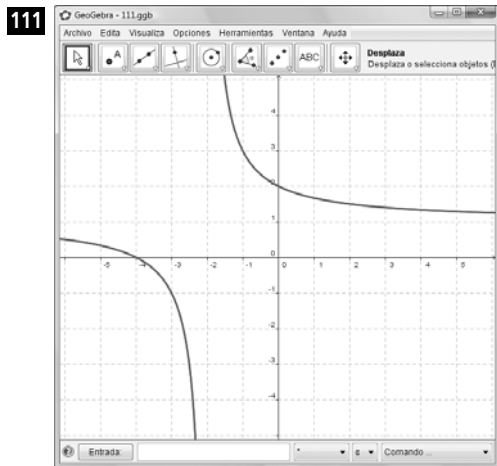 111
GeoGebra - 111.ggb
Archivo Edita Visualiza Opciones Herramientas Ventana Ayuda
A
ABC
Desplaza
Desplaza o selecciona objetos (
4
3
2
1
0
-5 -4 -3 -2 -1 0 1 2 3 4 5
-1
-2
-3
-4
Entrada:
Comando ...